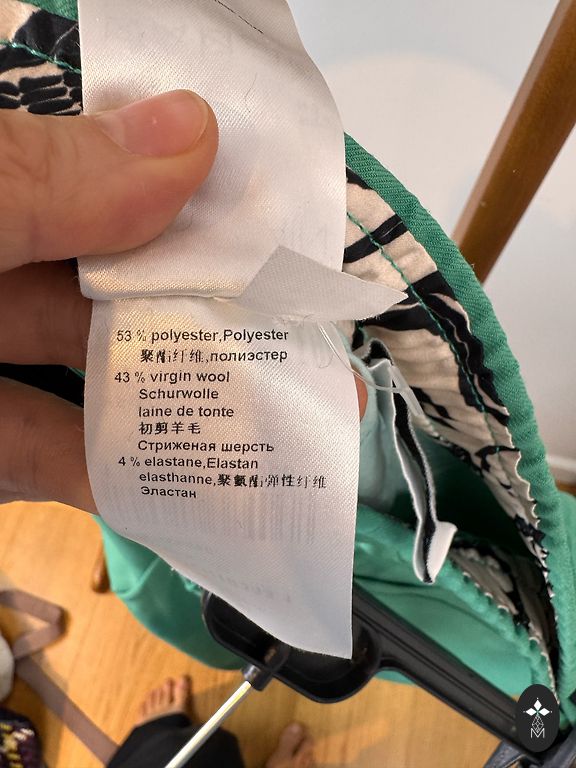 53 % polyester,Polyester
聚酯纤维,полиэстер
43 % virgin wool
Schurwolle
laine de tonte
初剪羊毛
Стриженая шерсть
4 % elastane,Elastan
elasthanne,聚氨酯弹性纤维
Эластан